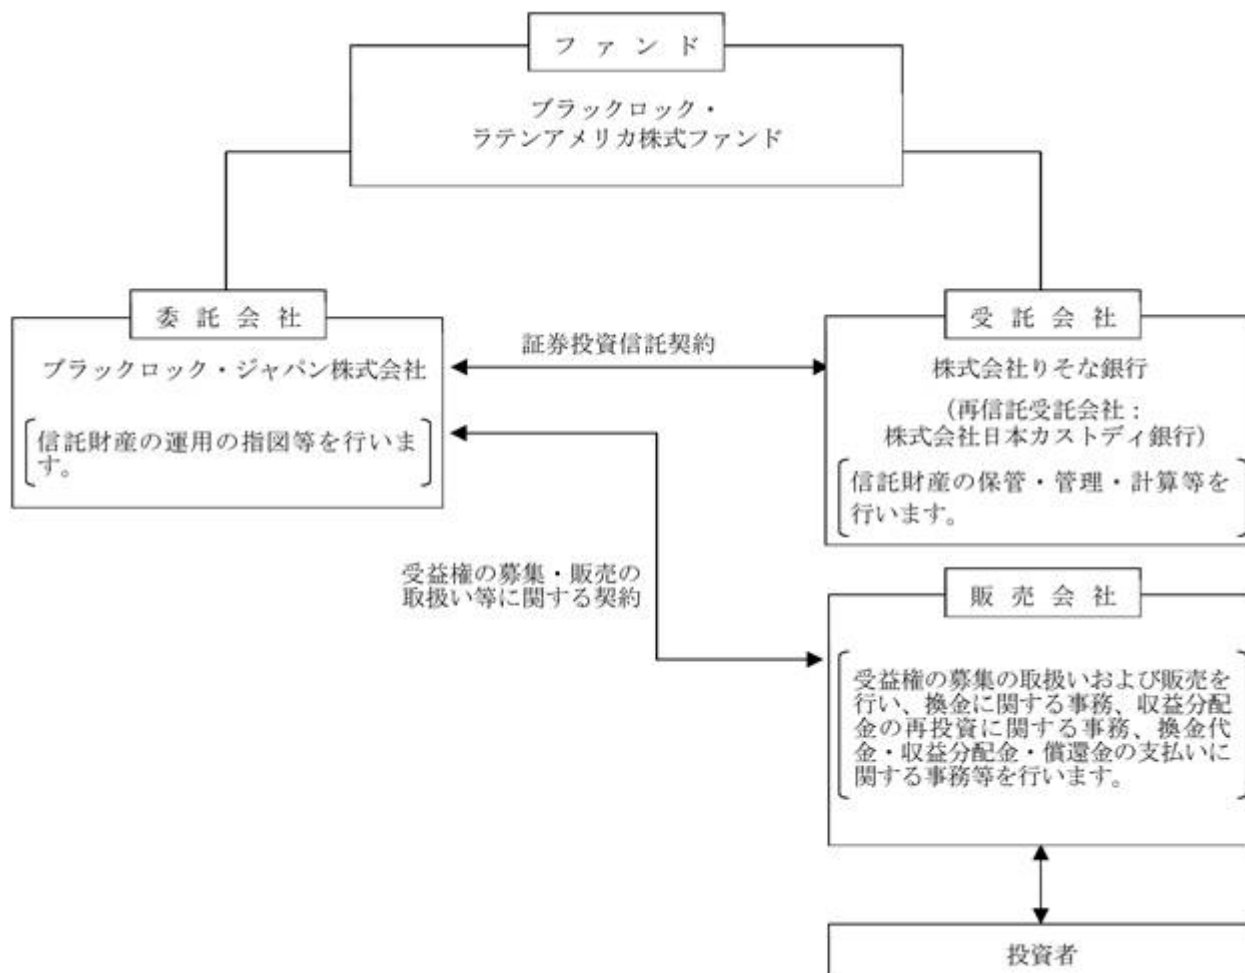 ファンド
ブラックロック・
ラテンアメリカ株式ファンド
委託会社
ブラックロック・ジャパン株式会社
信託財産の運用の指図等を行いま
す。
証券投資信託契約
受託会社
株式会社りそな銀行
（再信託受託会社：
株式会社日本カストディ銀行）
信託財産の保管・管理・計算等を
行います。
受益権の募集・販売の
取扱い等に関する契約
販売会社
受益権の募集の取扱いおよび販売を
行い、換金に関する事務、収益分配
金の再投資に関する事務、換金代
金・収益分配金・償還金の支払いに
関する事務等を行います。
投資者